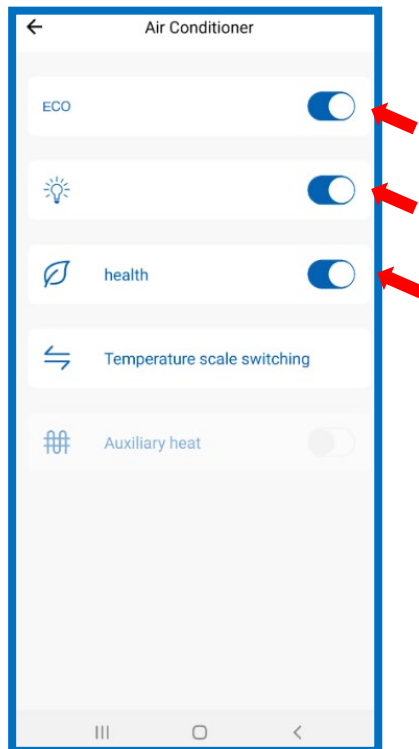 Air Conditioner
ECO
health
Temperature scale switching
Auxiliary heat